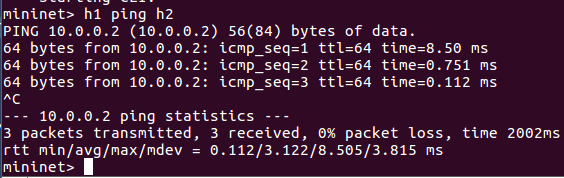 mininet> h1 ping h2
PING 10.0.0.2 (10.0.0.2) 56(84) bytes of data.
64 bytes from 10.0.0.2: icmp_seq=1 ttl=64 time=8.50 ms
64 bytes from 10.0.0.2: icmp_seq=2 ttl=64 time=0.751 ms
64 bytes from 10.0.0.2: icmp_seq=3 ttl=64 time=0.112 ms
^C
--- 10.0.0.2 ping statistics ---
3 packets transmitted, 3 received, 0% packet loss, time 2002ms
rtt min/avg/max/mdev = 0.112/3.122/8.505/3.815 ms
mininet>